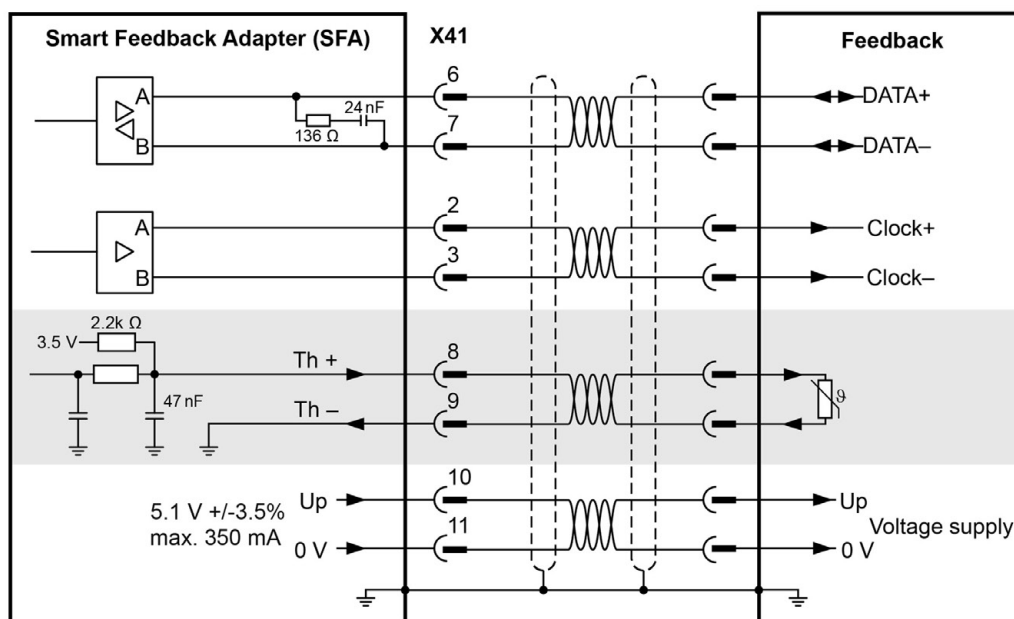 Smart Feedback Adapter (SFA)
X41
Feedback
A
B
136 Ω
24 nF
6
7
DATA+
DATA–
A
B
2
3
Clock+
Clock–
2.2k Ω
3.5 V
47 nF
Th +
Th –
8
9
ϑ
5.1 V +/-3.5%
max. 350 mA
Up
0 V
10
11
Up
Voltage supply
0 V